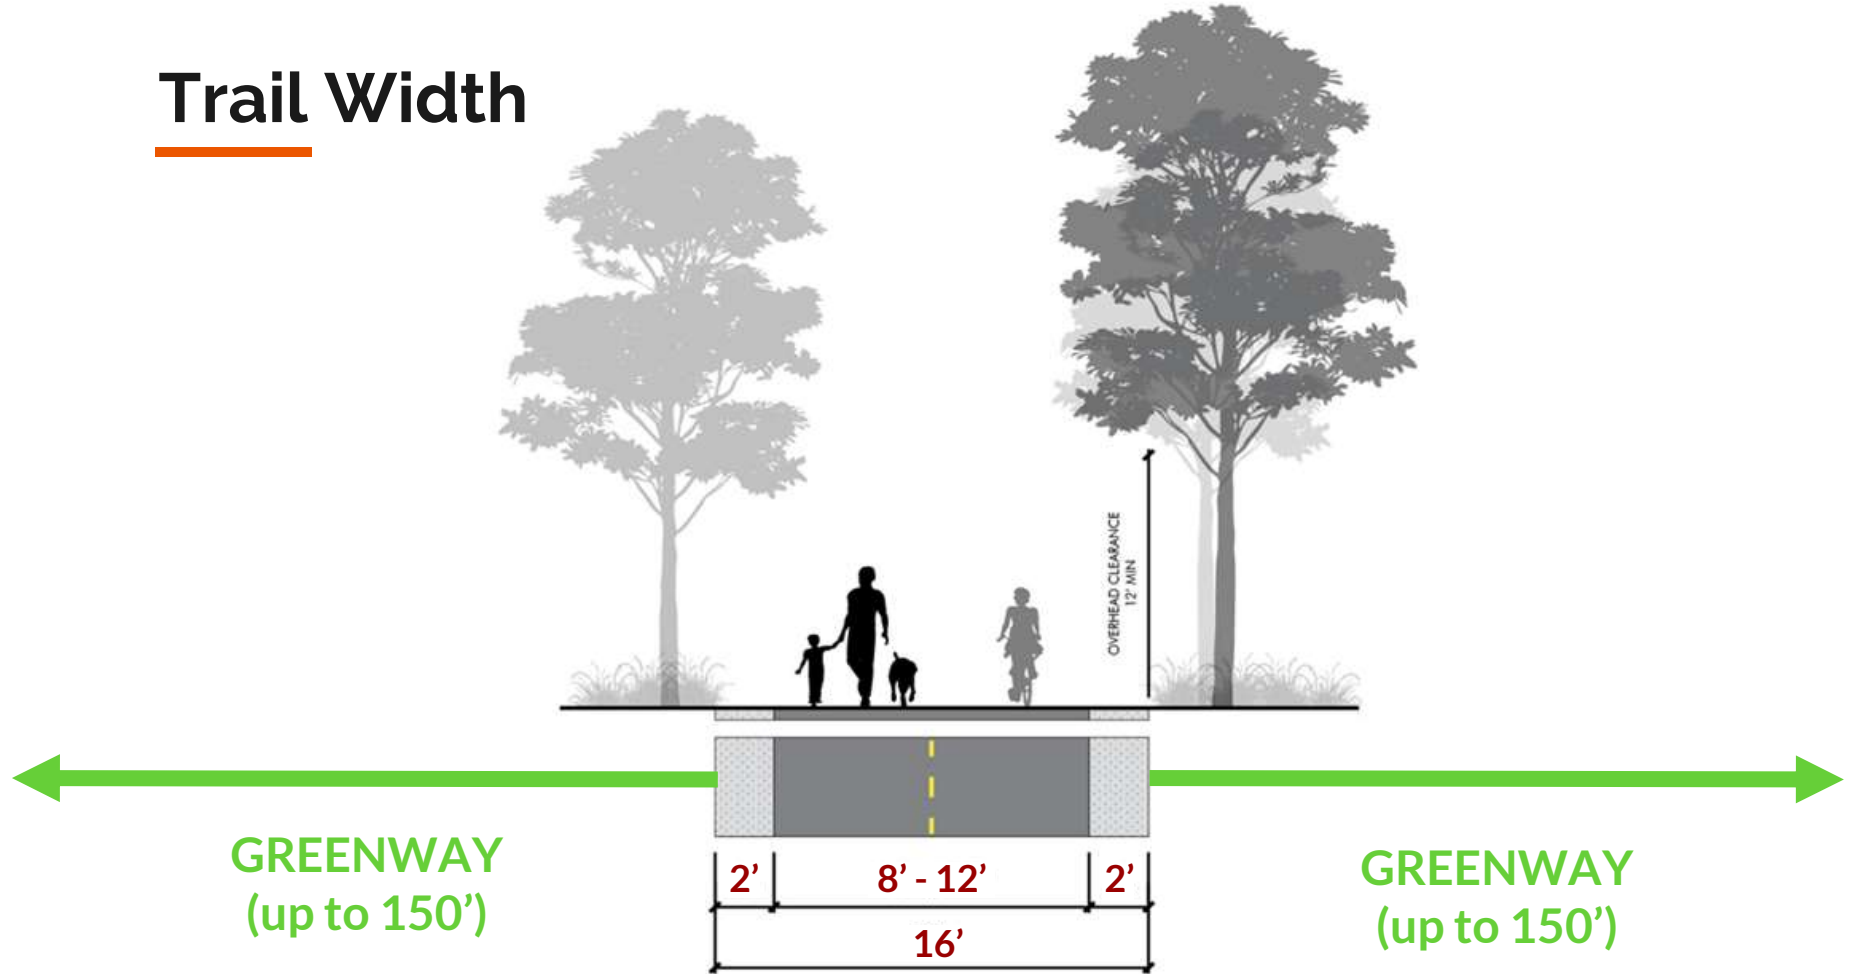 Trail Width
OVERHEAD CLEARANCE
12' MIN
GREENWAY
(up to 150’)
2’
8’ - 12’
2’
16’
GREENWAY
(up to 150’)